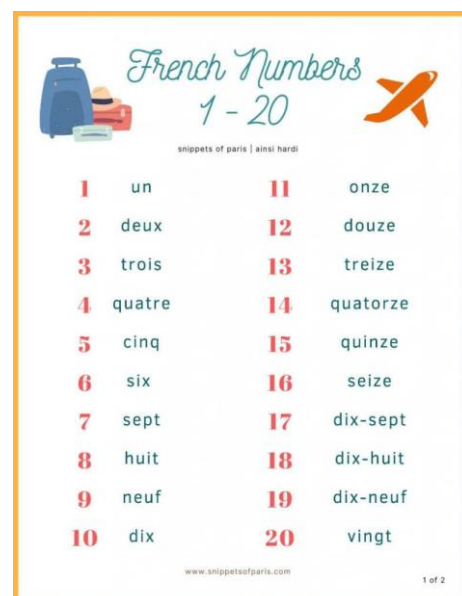 French Numbers
1 - 20
snippets of paris | ainsi hardi
1 un
2 deux
3 trois
4 quatre
5 cinq
6 six
7 sept
8 huit
9 neuf
10 dix
11 onze
12 douze
13 treize
14 quatorze
15 quinze
16 seize
17 dix-sept
18 dix-huit
19 dix-neuf
20 vingt
www.snippetsofparis.com
1 of 2